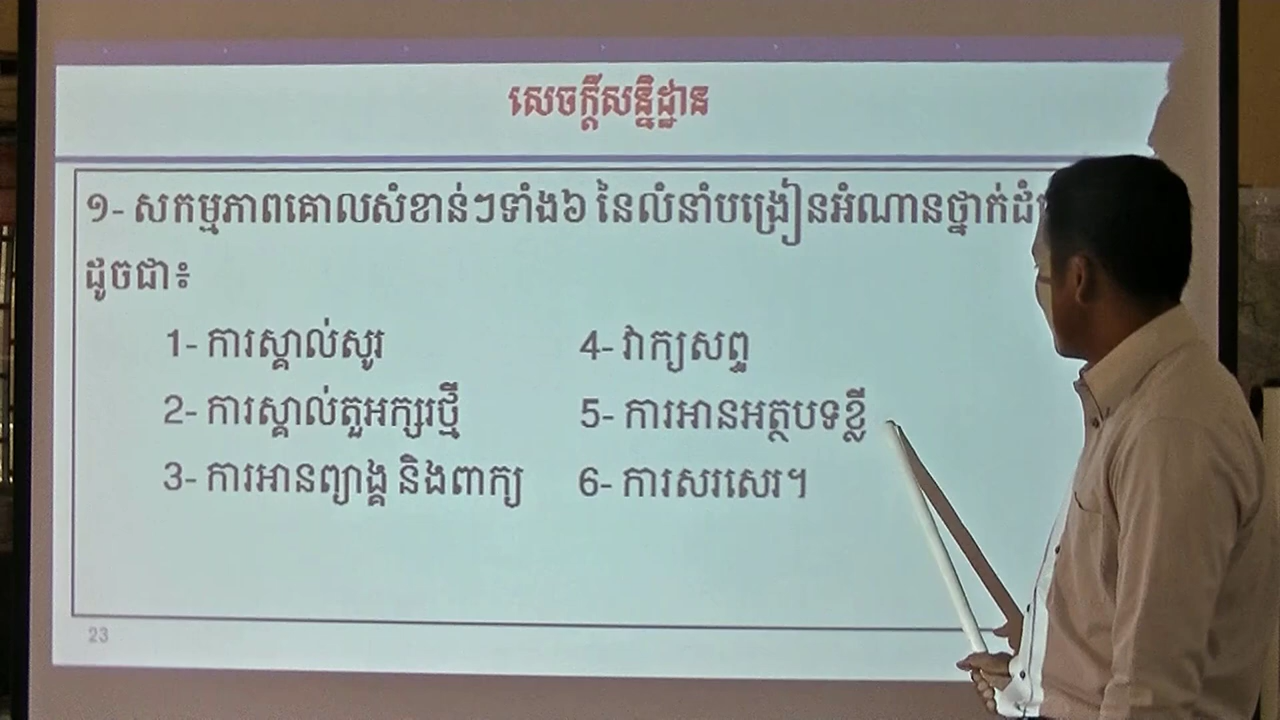 សេចក្តីសន្និដ្ឋាន
១- សកម្មភាពគោលសំខាន់ៗទាំង៦ នៃលំនាំបង្រៀនអំណានថ្នាក់
ដូចជា៖
1- ការស្គាល់សូរ
4- វាក្យសព្ទ
2- ការស្គាល់តួអក្សរថ្មី
5- ការអានអត្ថបទខ្លី
3- ការអានព្យាង្គ និងពាក្យ
6- ការសរសេរ។
23